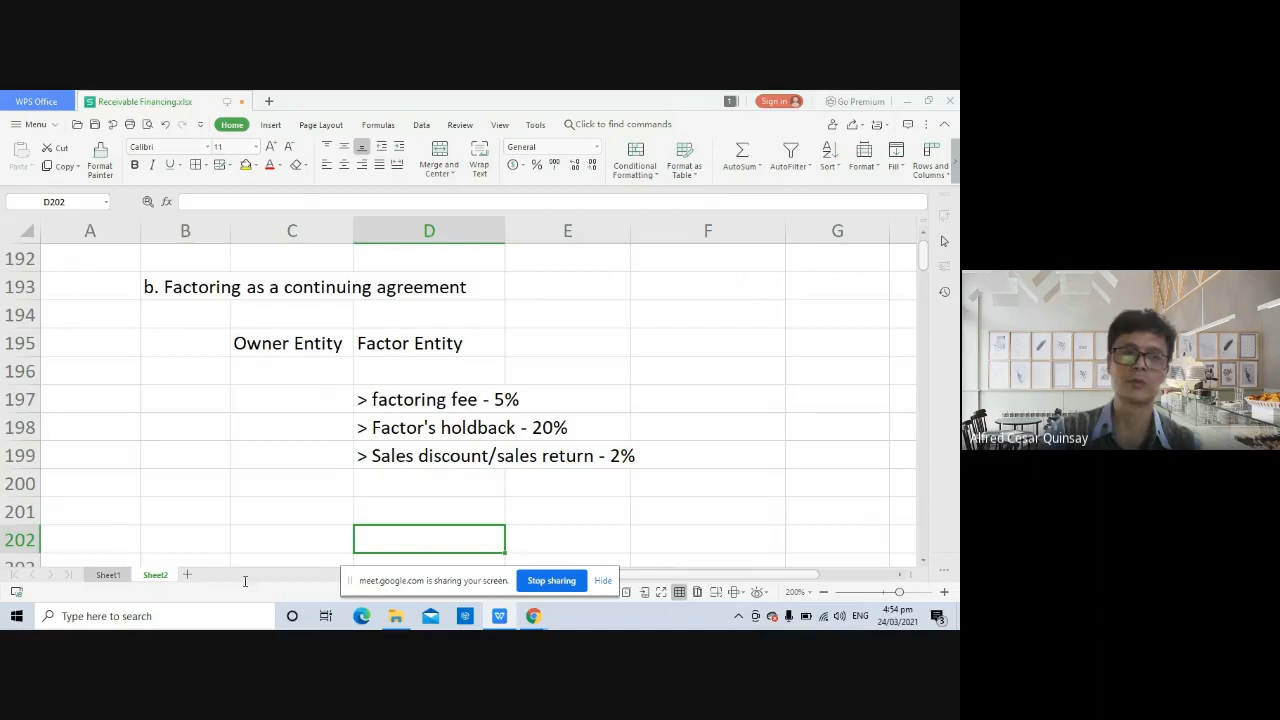 WPS Office
Receivable Financing.xlsx
1
Sign in
Go Premium
Menu
Home
Insert
Page Layout
Formulas
Data
Review
View
Tools
Click to find commands
Paste
Cut
Copy
Format Painter
Calibri
11
A+
A-
B I U A
Merge and Center
Wrap Text
General
Conditional Formatting
Format as Table
AutoSum
AutoFilter
Sort
Format
Fill
Rows and Columns
D202
fx
A B C D E F G
192
193 b. Factoring as a continuing agreement
194
195 Owner Entity Factor Entity
196
197 > factoring fee - 5%
198 > Factor's holdback - 20%
199 > Sales discount/sales return - 2%
200
201
202
Sheet1
Sheet2
meet.google.com is sharing your screen.
Stop sharing
Hide
200%
Type here to search
ENG
4:54 pm
24/03/2021
3
Alfred Cesar Quinsay